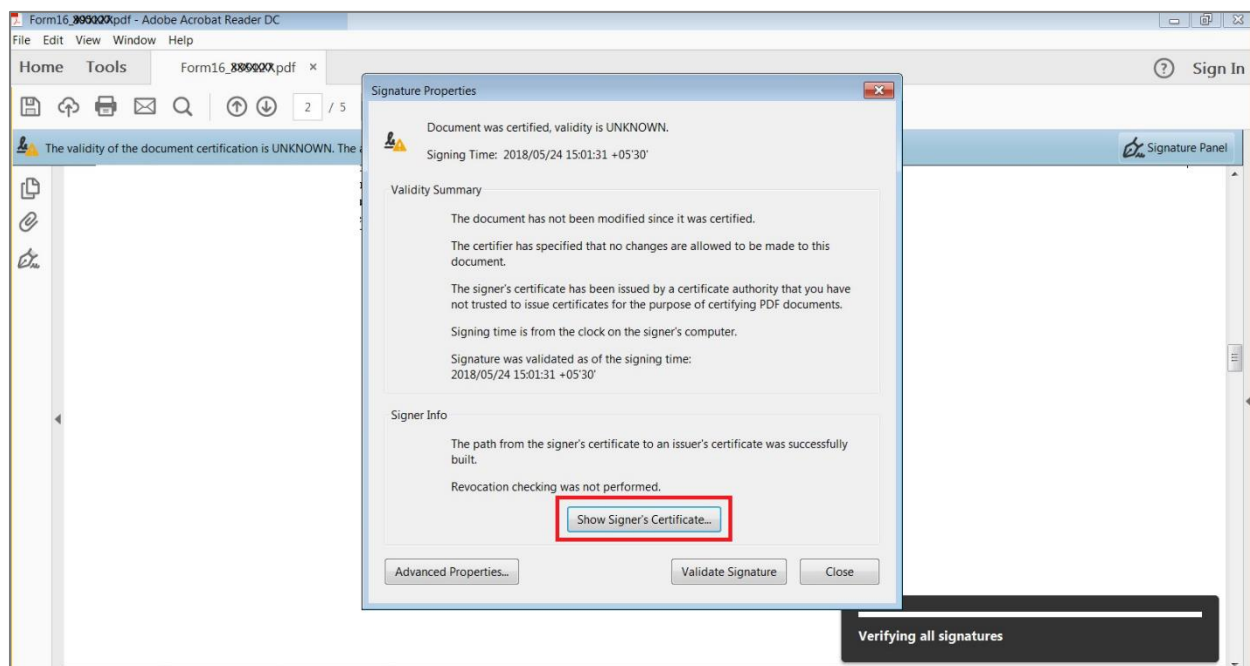 Form16_ pdf - Adobe Acrobat Reader DC
File Edit View Window Help
Home Tools Form16_ .pdf × ? Sign In
2 / 5
The validity of the document certification is UNKNOWN. The
Signature Panel
Signature Properties
Document was certified, validity is UNKNOWN.
Signing Time: 2018/05/24 15:01:31 +05'30'
Validity Summary
The document has not been modified since it was certified.
The certifier has specified that no changes are allowed to be made to this
document.
The signer's certificate has been issued by a certificate authority that you have
not trusted to issue certificates for the purpose of certifying PDF documents.
Signing time is from the clock on the signer's computer.
Signature was validated as of the signing time:
2018/05/24 15:01:31 +05'30'
Signer Info
The path from the signer's certificate to an issuer's certificate was successfully
built.
Revocation checking was not performed.
Show Signer's Certificate...
Advanced Properties... Validate Signature Close
Verifying all signatures